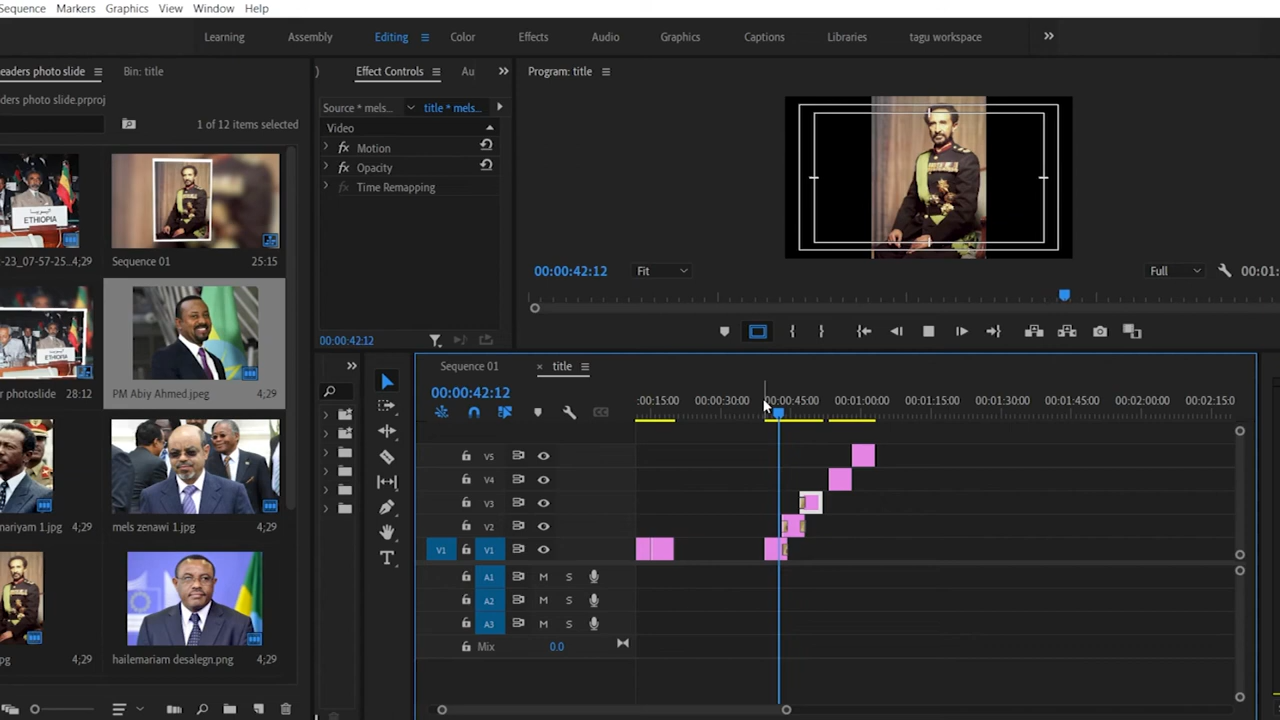 Sequence Markers Graphics View Window Help
Learning Assembly Editing Color Effects Audio Graphics Captions Libraries tagu workspace
eaders photo slide Bin: title Effect Controls Au Program: title
ders photo slide.prproj Source * mels... title * mels...
1 of 12 items selected Video
Motion
Opacity
Time Remapping
ETHIOPIA
-23_07-57-25... 4;29 Sequence 01 25:15
00:00:42:12 Fit Full 00:01:
00:00:42:12
r photoslide 28:12 PM Abiy Ahmed.jpeg 4;29
Sequence 01 title
00:00:42:12
:00:15:00 00:00:30:00 00:00:45:00 00:01:00:00 00:01:15:00 00:01:30:00 00:01:45:00 00:02:00:00 00:02:15:00
V5
V4
V3
V2
V1 V1
nariyam 1.jpg 4;29 mels zenawi 1.jpg 4;29
A1 M S
A2 M S
A3 M S
Mix 0.0
pg 4;29 hailemariam desalegn.png 4;29